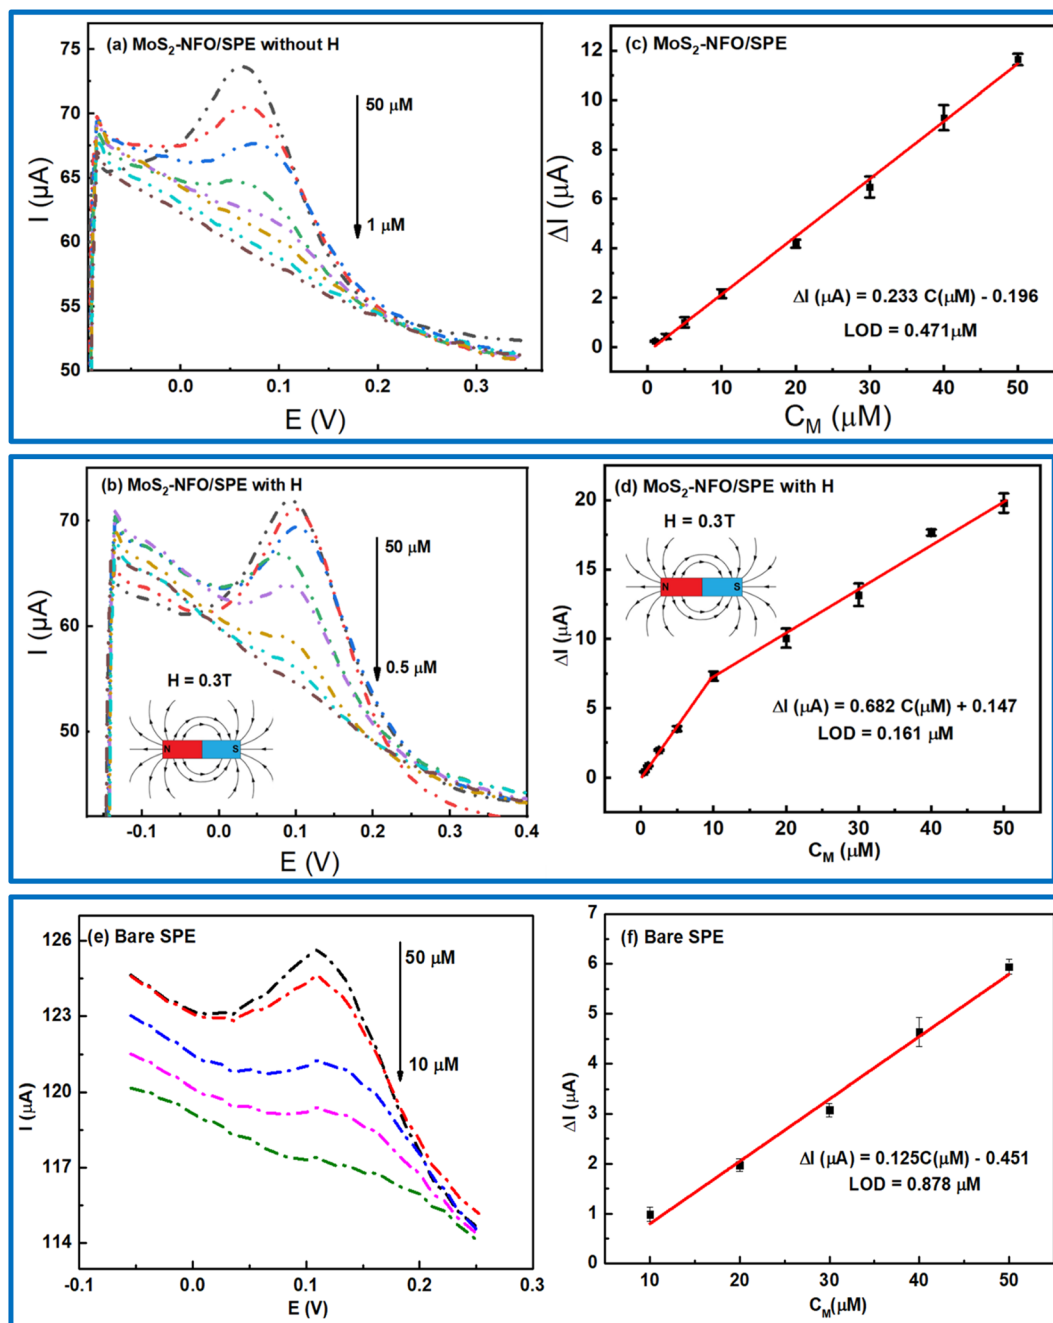 (a) MoS₂-NFO/SPE without H
75
70
65
60
55
50
I (µA)
50 µM
1 µM
0.0 0.1 0.2 0.3
E (V)
(c) MoS₂-NFO/SPE
12
10
8
6
4
2
0
ΔI (µA)
ΔI (µA) = 0.233 C(µM) - 0.196
LOD = 0.471µM
0 10 20 30 40 50
C_M (µM)
(b) MoS₂-NFO/SPE with H
70
60
50
I (µA)
50 µM
0.5 µM
H = 0.3T
N S
-0.1 0.0 0.1 0.2 0.3 0.4
E (V)
(d) MoS₂-NFO/SPE with H
20
15
10
5
0
ΔI (µA)
H = 0.3T
N S
ΔI (µA) = 0.682 C(µM) + 0.147
LOD = 0.161 µM
0 10 20 30 40 50
C_M (µM)
(e) Bare SPE
126
123
120
117
114
I (µA)
50 µM
10 µM
-0.1 0.0 0.1 0.2 0.3
E (V)
(f) Bare SPE
7
6
5
4
3
2
1
0
ΔI (µA)
ΔI (µA) = 0.125C(µM) - 0.451
LOD = 0.878 µM
10 20 30 40 50
C_M(µM)